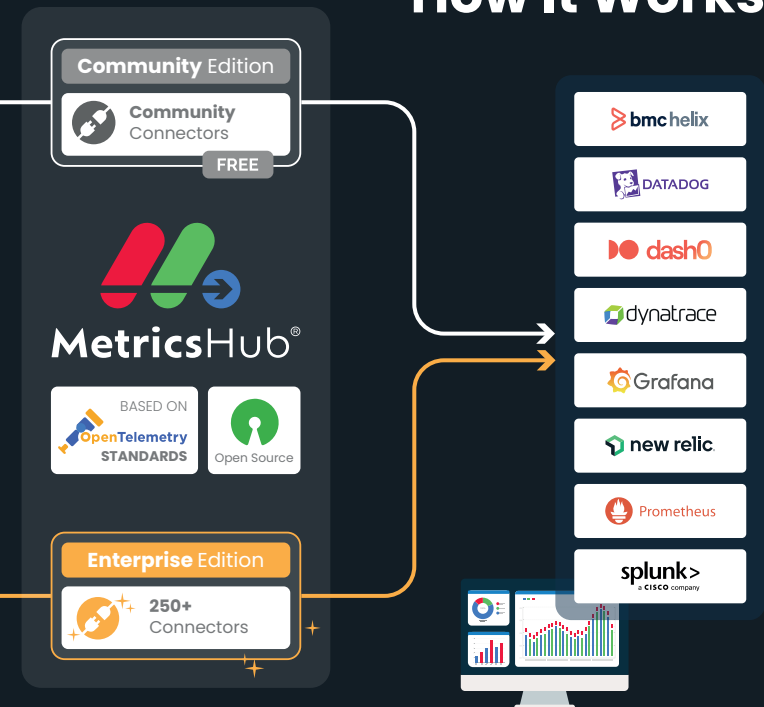 How It Works
Community Edition
Community
Connectors
FREE
MetricsHub®
BASED ON
OpenTelemetry
STANDARDS
Open Source
Enterprise Edition
250+
Connectors
bmc helix
DATADOG
dash0
dynatrace
Grafana
new relic.
Prometheus
splunk>
a CISCO company